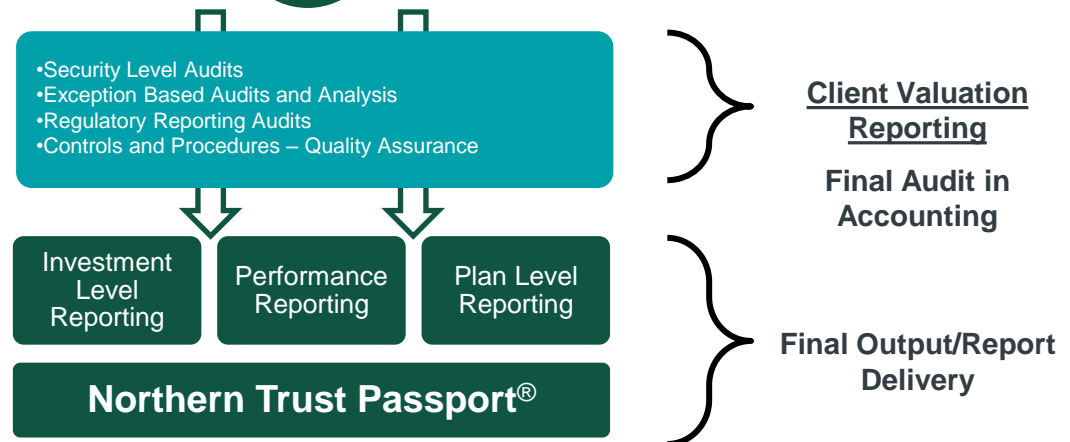 •Security Level Audits
•Exception Based Audits and Analysis
•Regulatory Reporting Audits
•Controls and Procedures – Quality Assurance
Client Valuation
Reporting
Final Audit in
Accounting
Investment
Level
Reporting
Performance
Reporting
Plan Level
Reporting
Final Output/Report
Delivery
Northern Trust Passport®